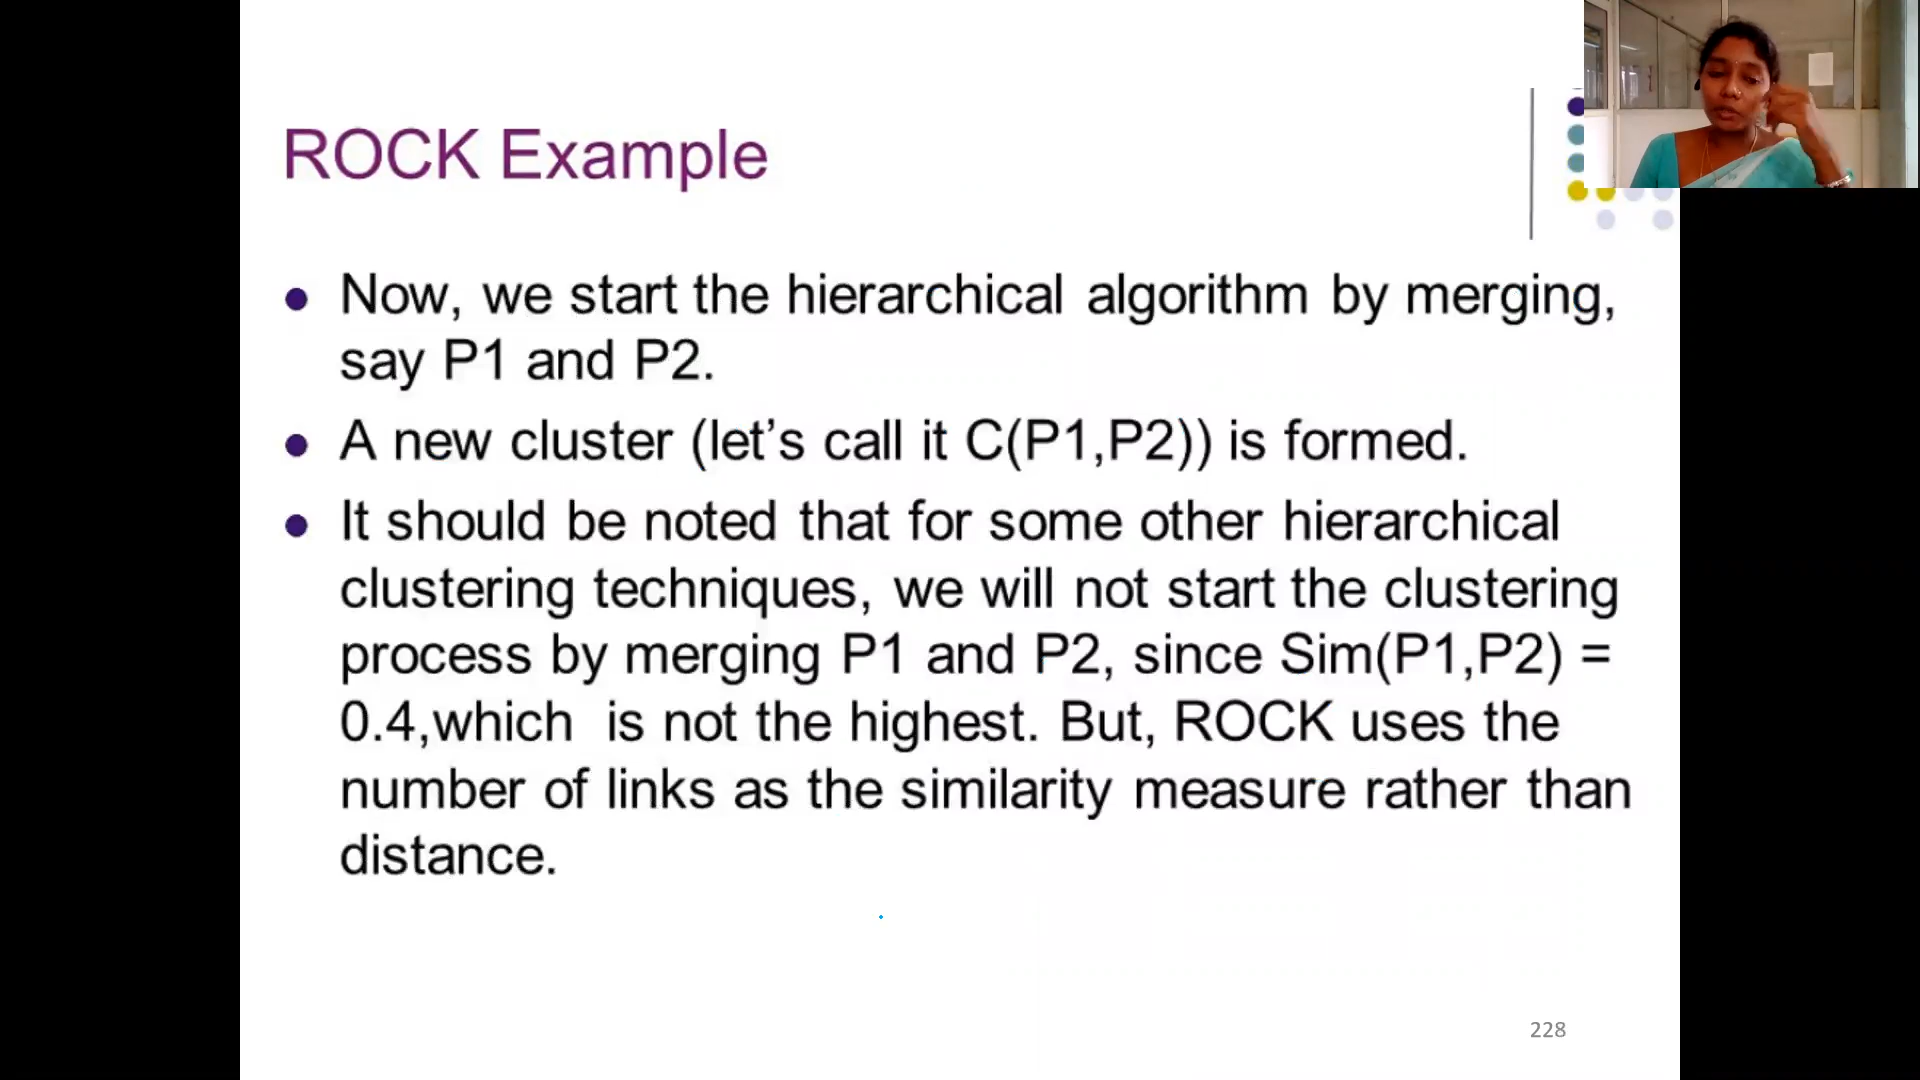 ROCK Example
Now, we start the hierarchical algorithm by merging,
say P1 and P2.
A new cluster (let’s call it C(P1,P2)) is formed.
It should be noted that for some other hierarchical
clustering techniques, we will not start the clustering
process by merging P1 and P2, since Sim(P1,P2) =
0.4,which is not the highest. But, ROCK uses the
number of links as the similarity measure rather than
distance.
228